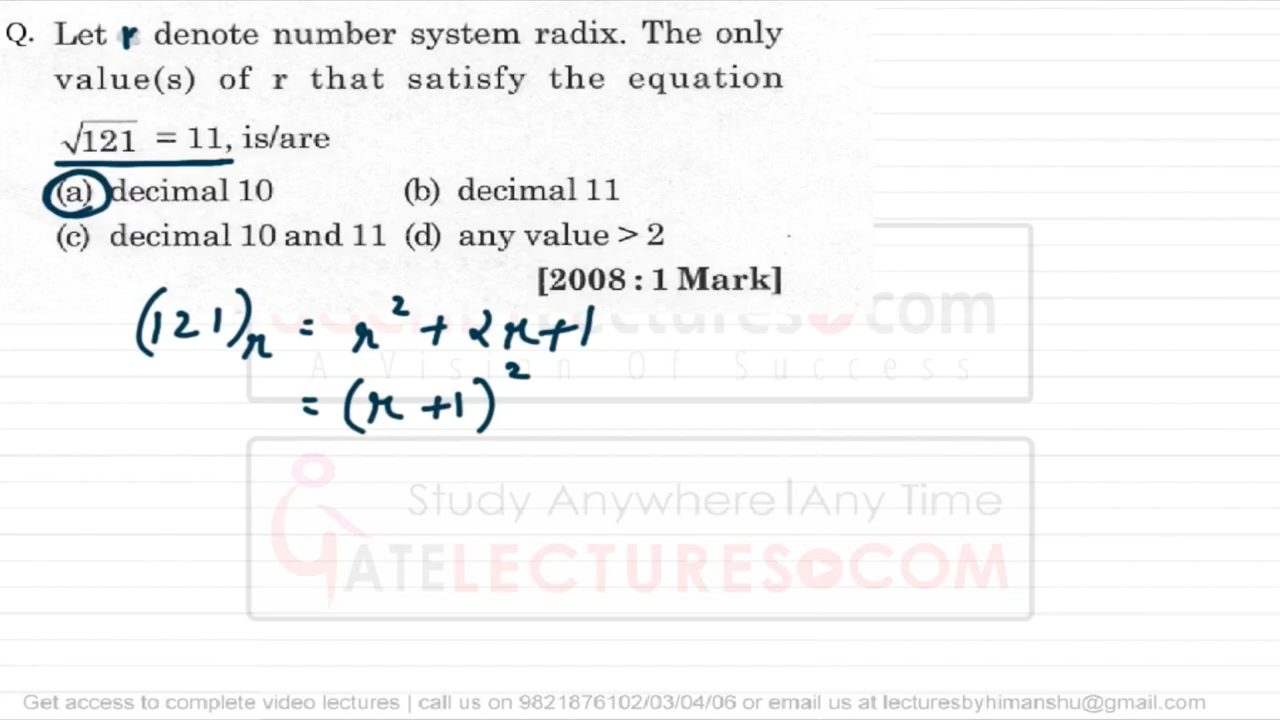 Q. Let r denote number system radix. The only
value(s) of r that satisfy the equation
√121 = 11, is/are
(a) decimal 10 (b) decimal 11
(c) decimal 10 and 11 (d) any value > 2
[2008 : 1 Mark]
(121)r = r² + 2r+1
com
A Vision Of Success
= (r+1)²
Study Anywhere|Any Time
GATELECTURES.COM
Get access to complete video lectures | call us on 9821876102/03/04/06 or email us at lecturesbyhimanshu@gmail.com